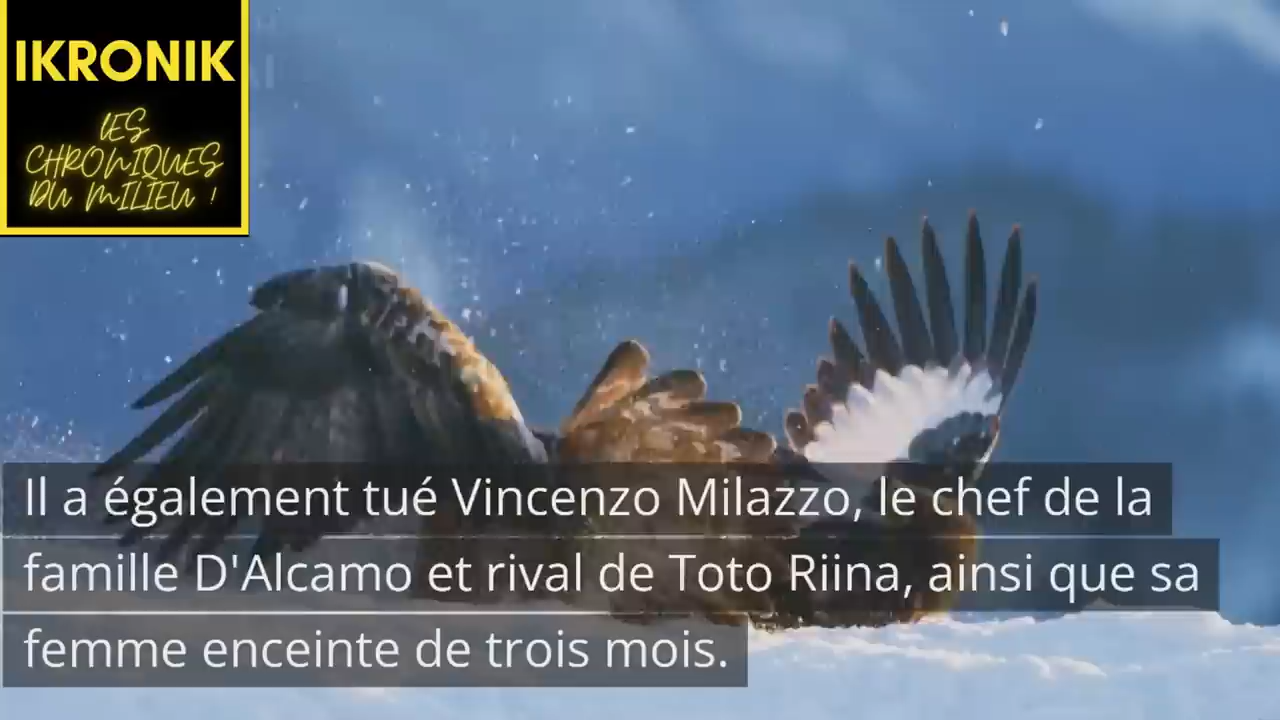 IKRONIK
LES
CHRONIQUES
DU MILIEU !
Il a également tué Vincenzo Milazzo, le chef de la
famille D'Alcamo et rival de Toto Riina, ainsi que sa
femme enceinte de trois mois.